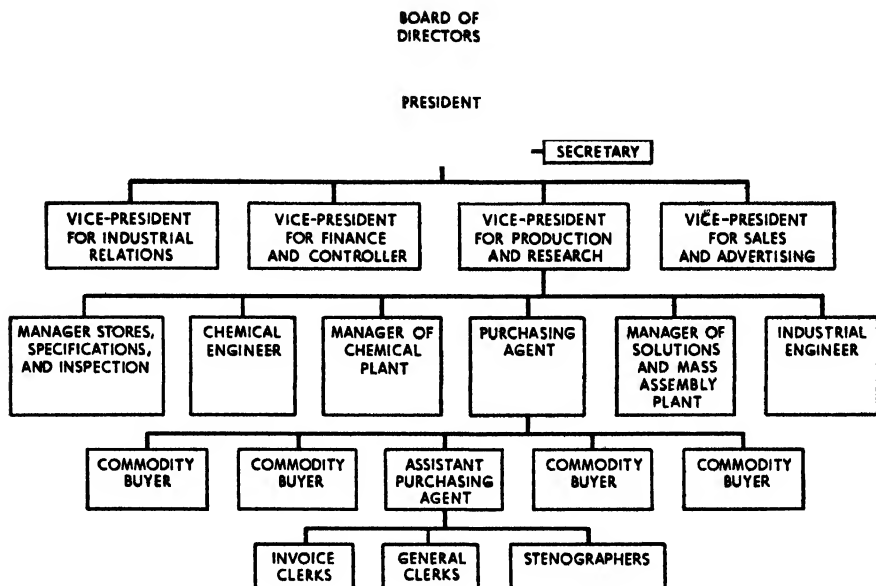 BOARD OF
DIRECTORS
PRESIDENT
SECRETARY
VICE-PRESIDENT
FOR INDUSTRIAL
RELATIONS
VICE-PRESIDENT
FOR FINANCE
AND CONTROLLER
VICE-PRESIDENT
FOR PRODUCTION
AND RESEARCH
VICE-PRESIDENT
FOR SALES
AND ADVERTISING
MANAGER STORES,
SPECIFICATIONS,
AND INSPECTION
CHEMICAL
ENGINEER
MANAGER OF
CHEMICAL
PLANT
PURCHASING
AGENT
MANAGER OF
SOLUTIONS
AND MASS
ASSEMBLY
PLANT
INDUSTRIAL
ENGINEER
COMMODITY
BUYER
COMMODITY
BUYER
ASSISTANT
PURCHASING
AGENT
COMMODITY
BUYER
COMMODITY
BUYER
INVOICE
CLERKS
GENERAL
CLERKS
STENOGRAPHERS